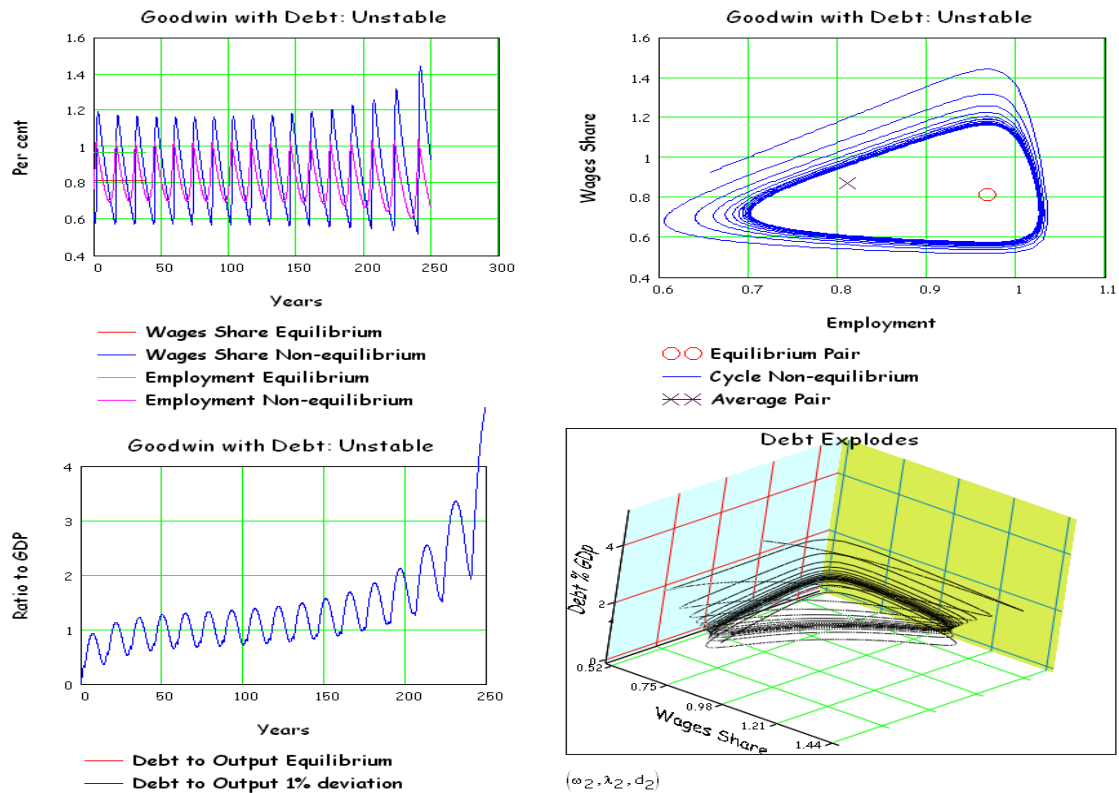 Goodwin with Debt: Unstable
Per cent
1.6
1.4
1.2
1
0.8
0.6
0.4
0 50 100 150 200 250 300
Years
Wages Share Equilibrium
Wages Share Non-equilibrium
Employment Equilibrium
Employment Non-equilibrium
Goodwin with Debt: Unstable
Wages Share
1.6
1.4
1.2
1
0.8
0.6
0.4
0.6 0.7 0.8 0.9 1 1.1
Employment
Equilibrium Pair
Cycle Non-equilibrium
Average Pair
Goodwin with Debt: Unstable
Ratio to GDP
4
3
2
1
0
0 50 100 150 200 250
Years
Debt to Output Equilibrium
Debt to Output 1% deviation
Debt Explodes
Debt % GDp
4
2
0
0.52
0.75
0.98
1.21
1.44
Wages Share
(ω2,λ2,d2)